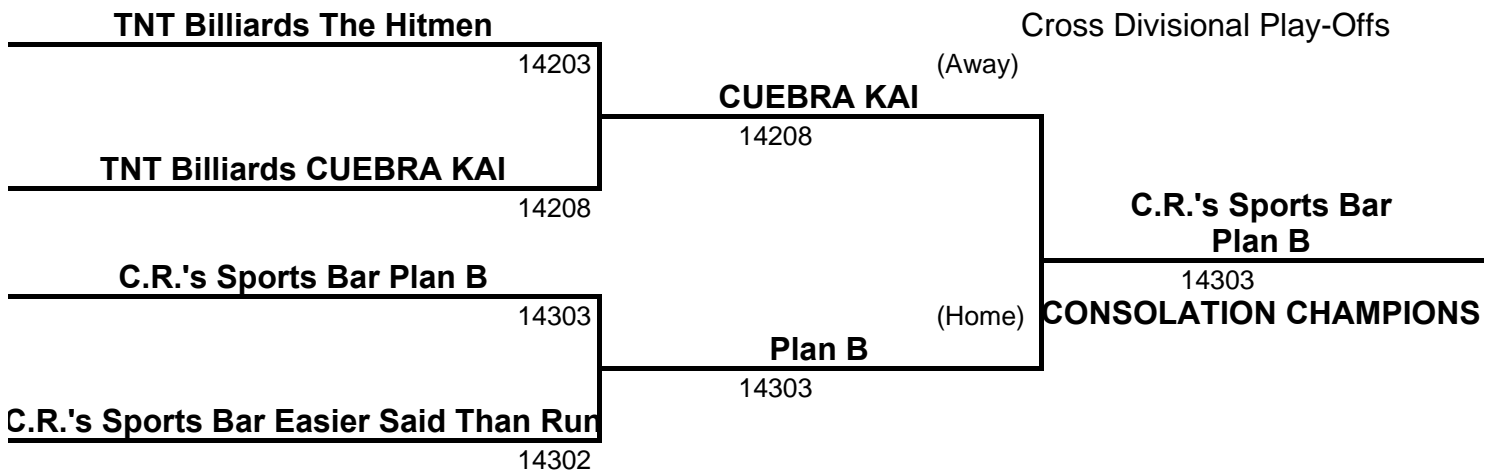 TNT Billiards The Hitmen
Cross Divisional Play-Offs
14203
(Away)
CUEBRA KAI
14208
TNT Billiards CUEBRA KAI
14208
C.R.'s Sports Bar
Plan B
C.R.'s Sports Bar Plan B
14303
14303
(Home)
CONSOLATION CHAMPIONS
Plan B
14303
C.R.'s Sports Bar Easier Said Than Run
14302